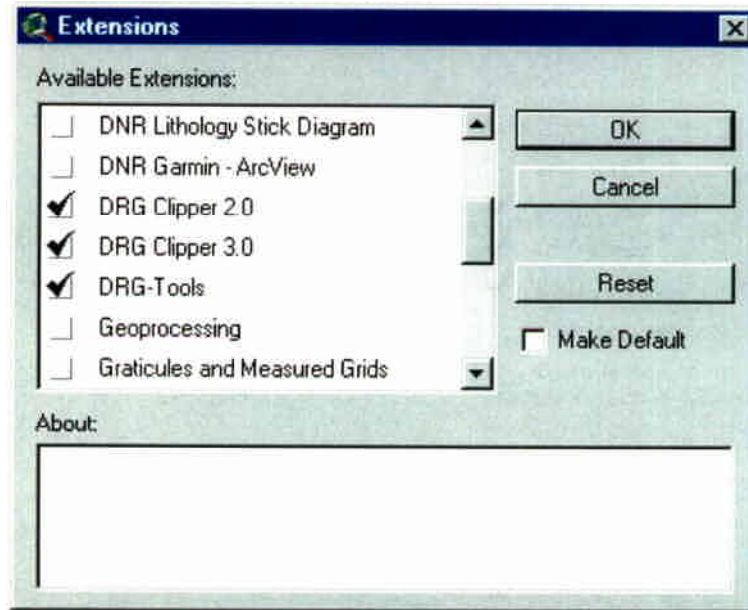 Extensions
Available Extensions:
DNR Lithology Stick Diagram
DNR Garmin - ArcView
DRG Clipper 2.0
DRG Clipper 3.0
DRG-Tools
Geoprocessing
Graticules and Measured Grids
OK
Cancel
Reset
Make Default
About: